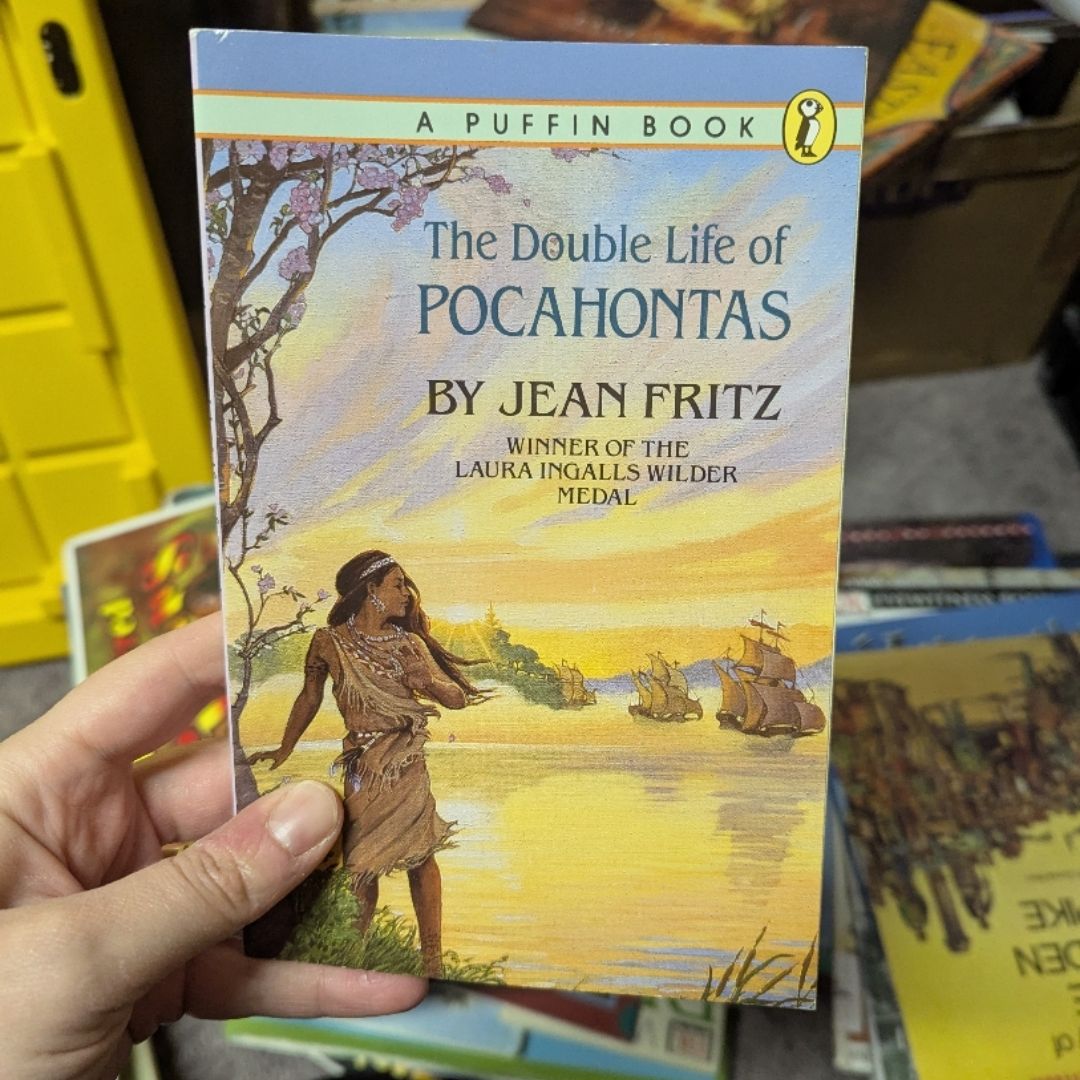 A PUFFIN BOOK
The Double Life of
POCAHONTAS
BY JEAN FRITZ
WINNER OF THE
LAURA INGALLS WILDER
MEDAL